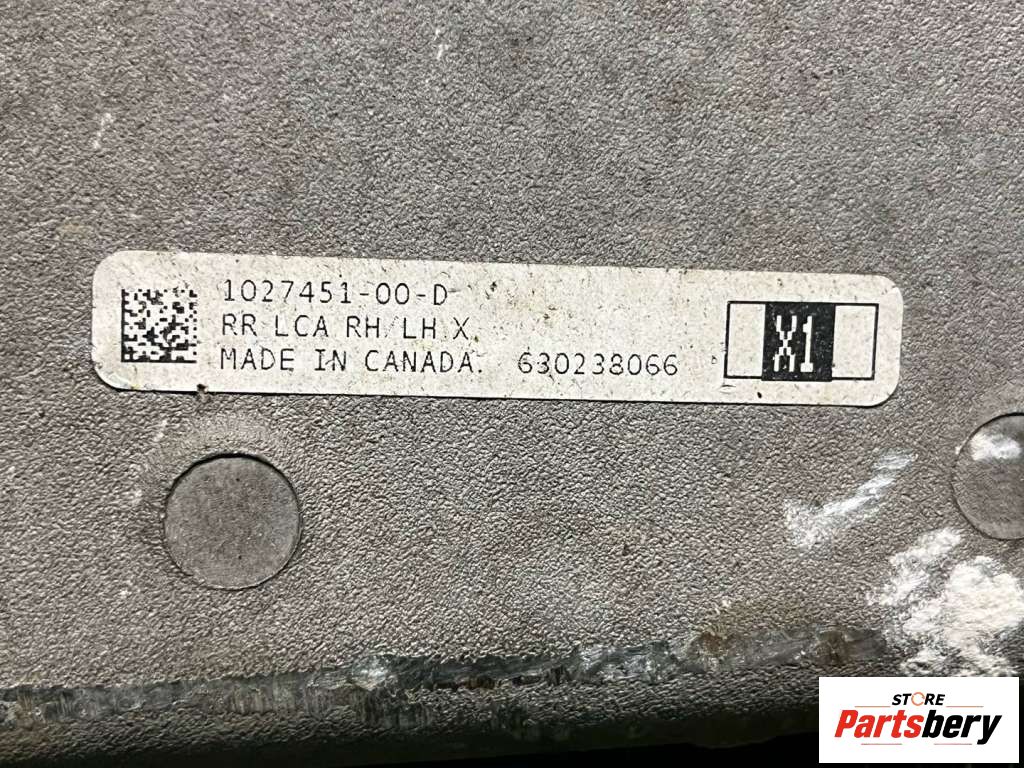 1027451-00-D
RR LCA RH/LH X
MADE IN CANADA. 630238066
X1
STORE
Partsbery